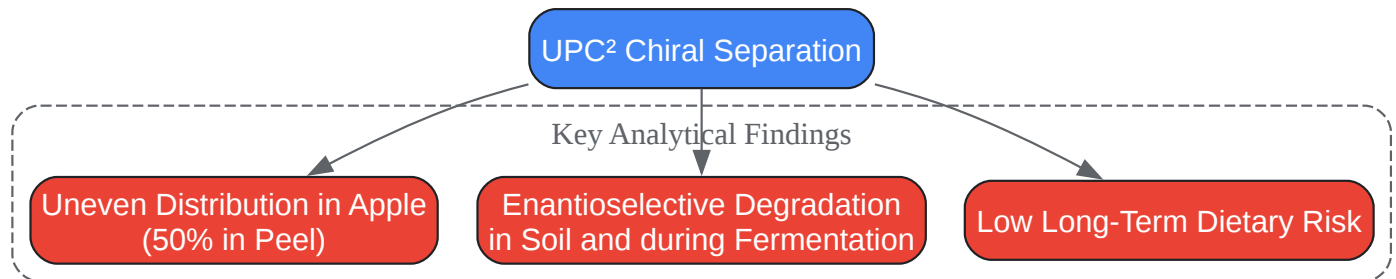 UPC² Chiral Separation
Key Analytical Findings
Uneven Distribution in Apple
(50% in Peel)
Enantioselective Degradation
in Soil and during Fermentation
Low Long-Term Dietary Risk